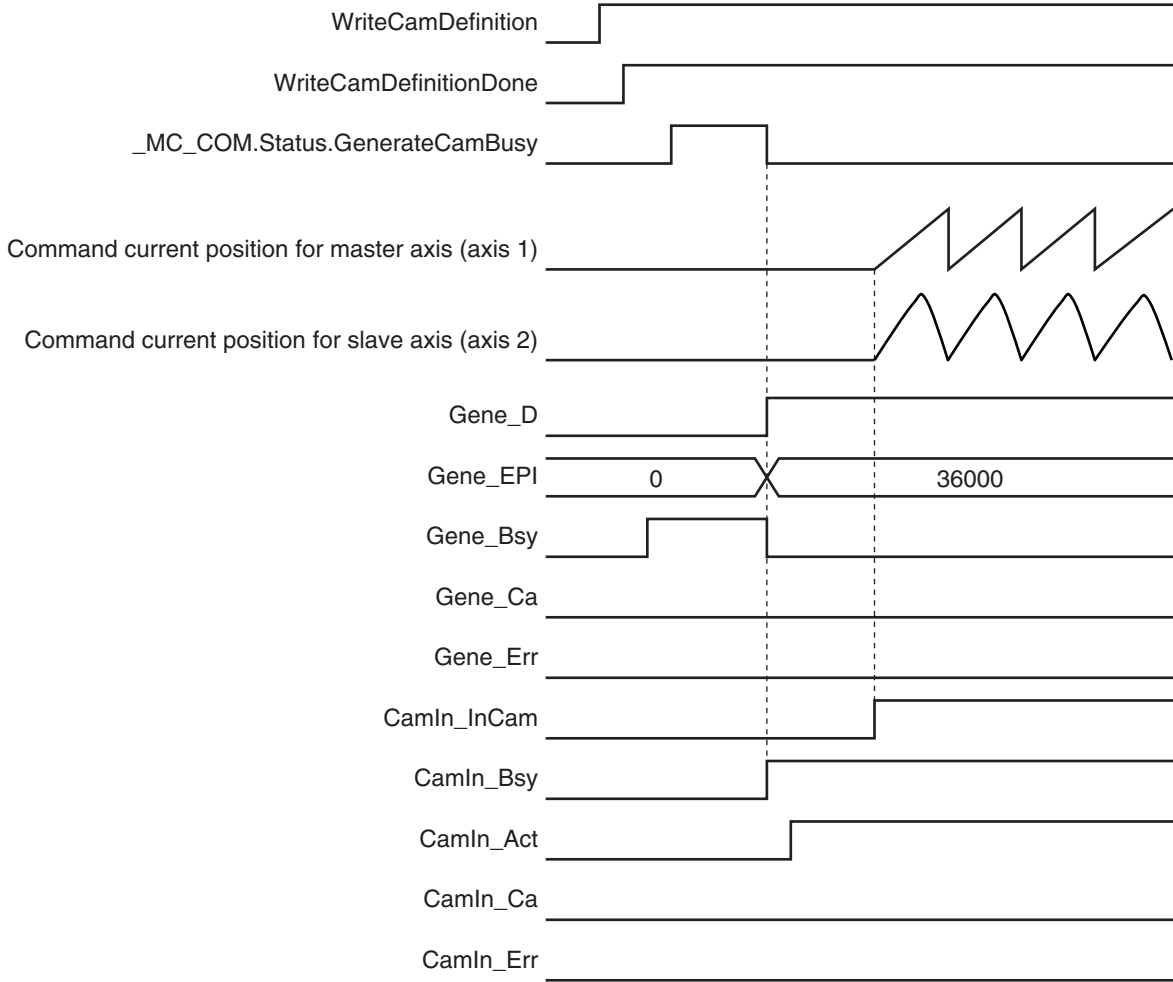 WriteCamDefinition
WriteCamDefinitionDone
_MC_COM.Status.GenerateCamBusy
Command current position for master axis (axis 1)
Command current position for slave axis (axis 2)
Gene_D
Gene_EPI 0 36000
Gene_Bsy
Gene_Ca
Gene_Err
CamIn_InCam
CamIn_Bsy
CamIn_Act
CamIn_Ca
CamIn_Err